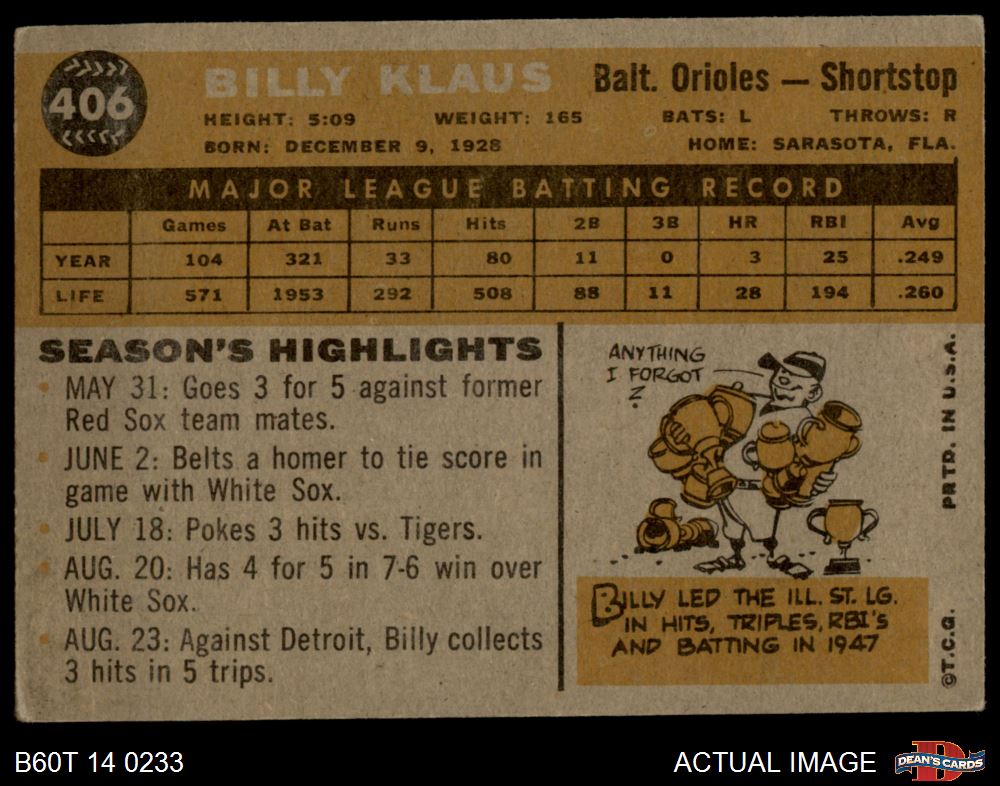 406
BILLY KLAUS Balt. Orioles — Shortstop
HEIGHT: 5:09 WEIGHT: 165 BATS: L THROWS: R
BORN: DECEMBER 9, 1928 HOME: SARASOTA, FLA.
MAJOR LEAGUE BATTING RECORD
Games At Bat Runs Hits 2B 3B HR RBI Avg
YEAR 104 321 33 80 11 0 3 25 .249
LIFE 571 1953 292 508 88 11 28 194 .260
SEASON'S HIGHLIGHTS
• MAY 31: Goes 3 for 5 against former
Red Sox team mates.
• JUNE 2: Belts a homer to tie score in
game with White Sox.
• JULY 18: Pokes 3 hits vs. Tigers.
• AUG. 20: Has 4 for 5 in 7-6 win over
White Sox.
• AUG. 23: Against Detroit, Billy collects
3 hits in 5 trips.
ANYTHING
I FORGOT
?
BILLY LED THE ILL. ST. LG.
IN HITS, TRIPLES, RBI'S
AND BATTING IN 1947
©T.C.G. PRTD. IN U.S.A.
B60T 14 0233
ACTUAL IMAGE
D
DEAN'S CARDS